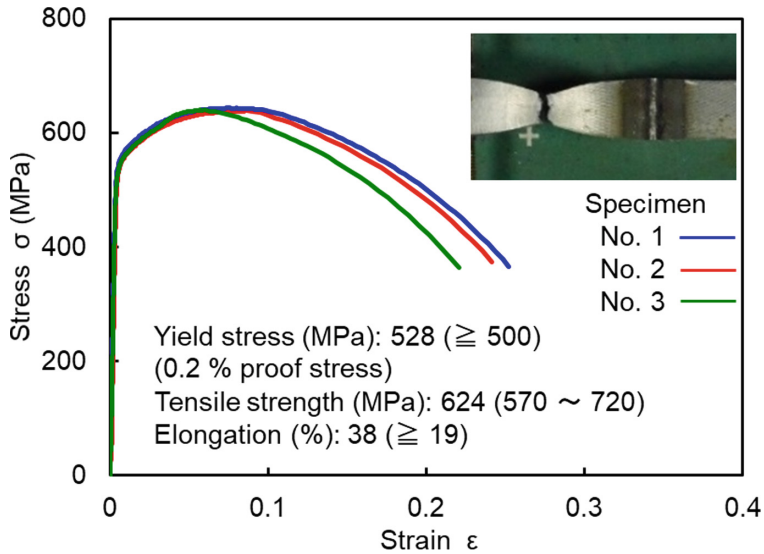 800
600
400
200
0
Stress σ (MPa)
Specimen
No. 1
No. 2
No. 3
Yield stress (MPa): 528 (≧ 500)
(0.2 % proof stress)
Tensile strength (MPa): 624 (570 ～ 720)
Elongation (%): 38 (≧ 19)
0 0.1 0.2 0.3 0.4
Strain ε